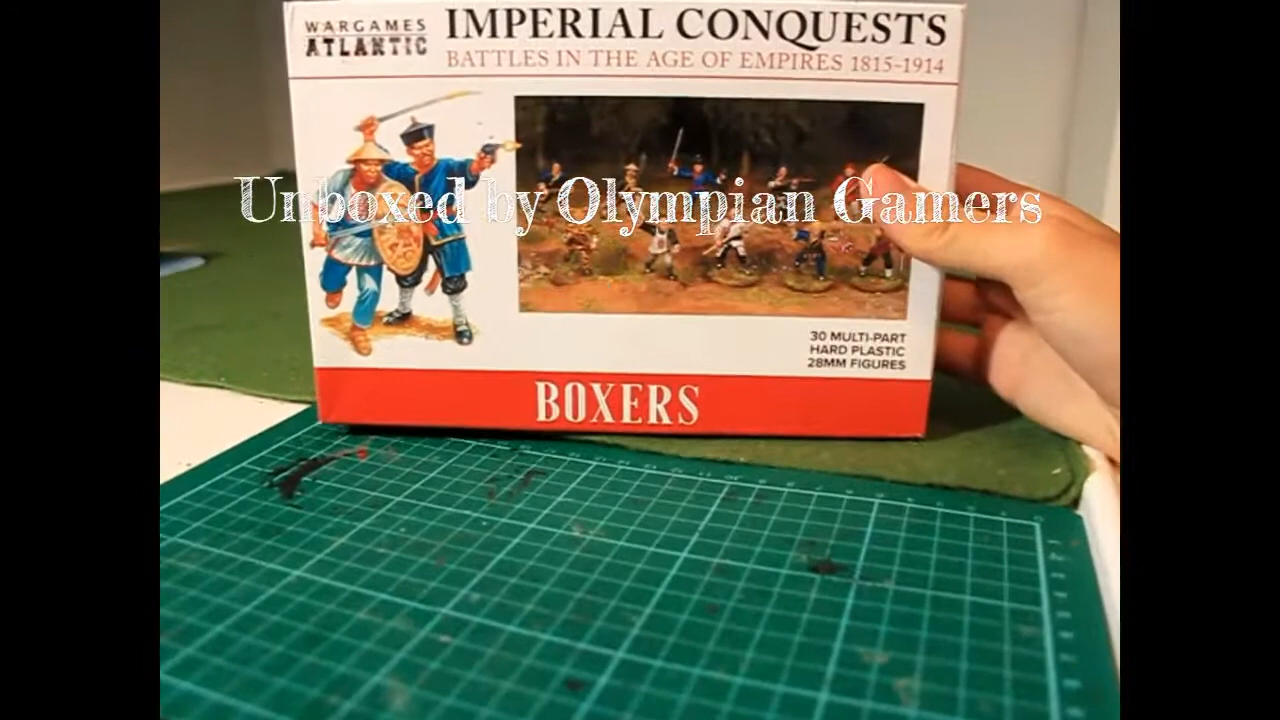 WARGAMES
ATLANTIC
IMPERIAL CONQUESTS
BATTLES IN THE AGE OF EMPIRES 1815-1914
Unboxed by Olympian Gamers
30 MULTI-PART
HARD PLASTIC
28MM FIGURES
BOXERS